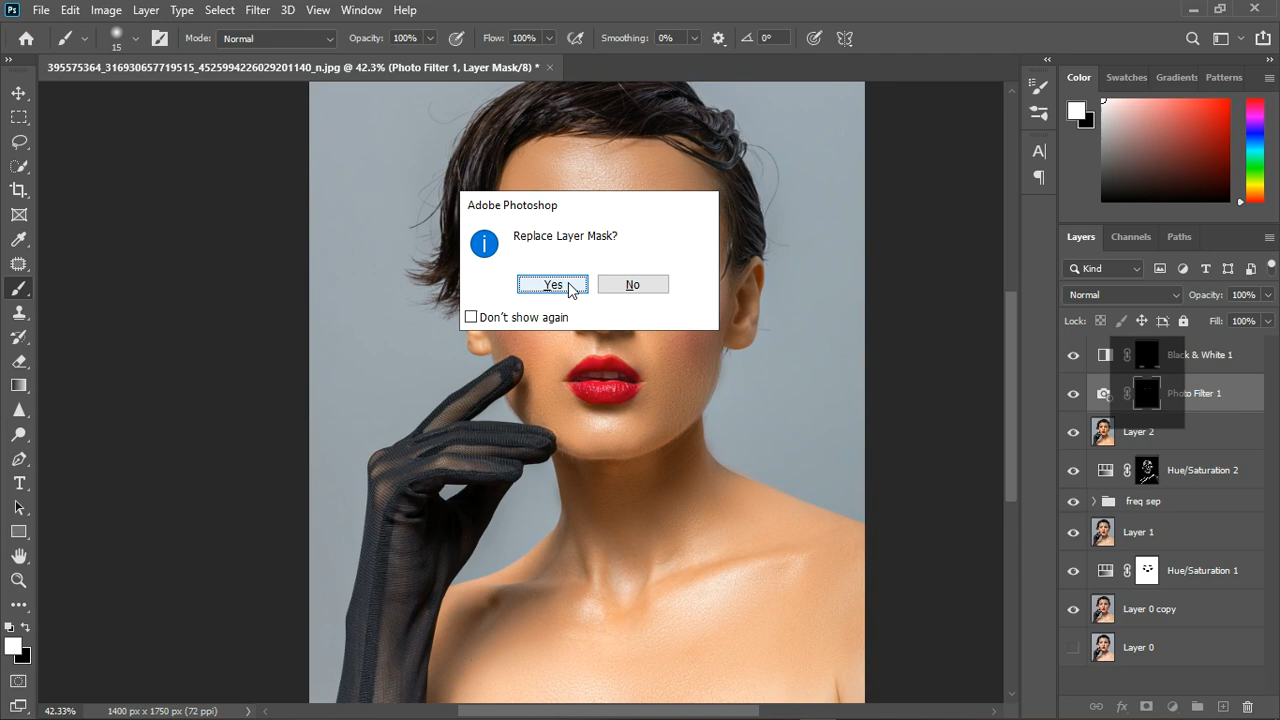 Ps File Edit Image Layer Type Select Filter 3D View Window Help
15 Mode: Normal Opacity: 100% Flow: 100% Smoothing: 0% 0°
395575364_316930657719515_4525994226029201140_n.jpg @ 42.3% (Photo Filter 1, Layer Mask/8) *
Color Swatches Gradients Patterns
Adobe Photoshop
Replace Layer Mask?
Yes No
Don't show again
Layers Channels Paths
Kind
Normal Opacity: 100%
Lock: Fill: 100%
Black & White 1
Photo Filter 1
Layer 2
Hue/Saturation 2
freq sep
Layer 1
Hue/Saturation 1
Layer 0 copy
Layer 0
42.33% 1400 px x 1750 px (72 ppi)